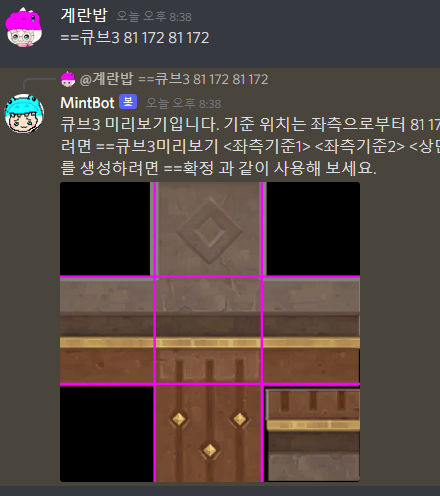 계란밥 오늘 오후 8:38
==큐브3 81 172 81 172
@계란밥 ==큐브3 81 172 81 172
MintBot 봇 오늘 오후 8:38
큐브3 미리보기입니다. 기준 위치는 좌측으로부터 81 17
려면 ==큐브3미리보기 <좌측기준1> <좌측기준2> <상
를 생성하려면 ==확정 과 같이 사용해 보세요.